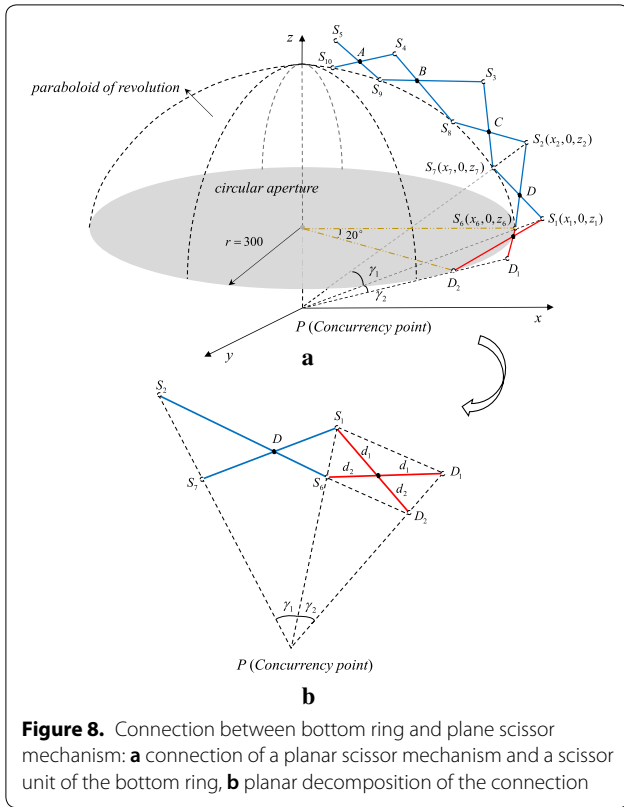 z
S₅
A
S₄
S₁₀
B
S₃
S₉
paraboloid of revolution
C
S₈
S₂(x₂,0,z₂)
S₇(x₇,0,z₇)
circular aperture
D
S₆(x₆,0,z₆)
S₁(x₁,0,z₁)
20°
r = 300
D₁
D₂
γ₁
γ₂
P (Concurrency point)
x
y
a
S₂
S₁
D
d₁
d₂
d₁
D₁
S₇
S₆
d₂
D₂
γ₁
γ₂
P (Concurrency point)
b
Figure 8. Connection between bottom ring and plane scissor
mechanism: a connection of a planar scissor mechanism and a scissor
unit of the bottom ring, b planar decomposition of the connection